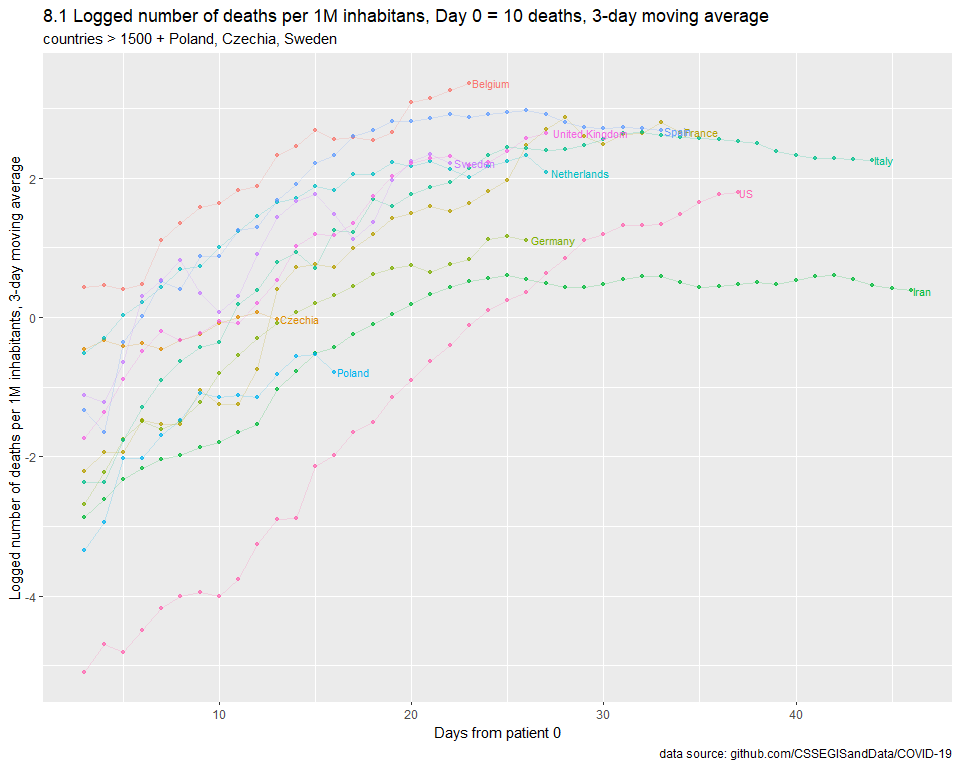 8.1 Logged number of deaths per 1M inhabitans, Day 0 = 10 deaths, 3-day moving average
countries > 1500 + Poland, Czechia, Sweden
Logged number of deaths per 1M inhabitants, 3-day moving average
2
0
-2
-4
Belgium
United Kingdom
Spain
France
Sweden
Netherlands
Italy
US
Germany
Iran
Czechia
Poland
10
20
30
40
Days from patient 0
data source: github.com/CSSEGISandData/COVID-19